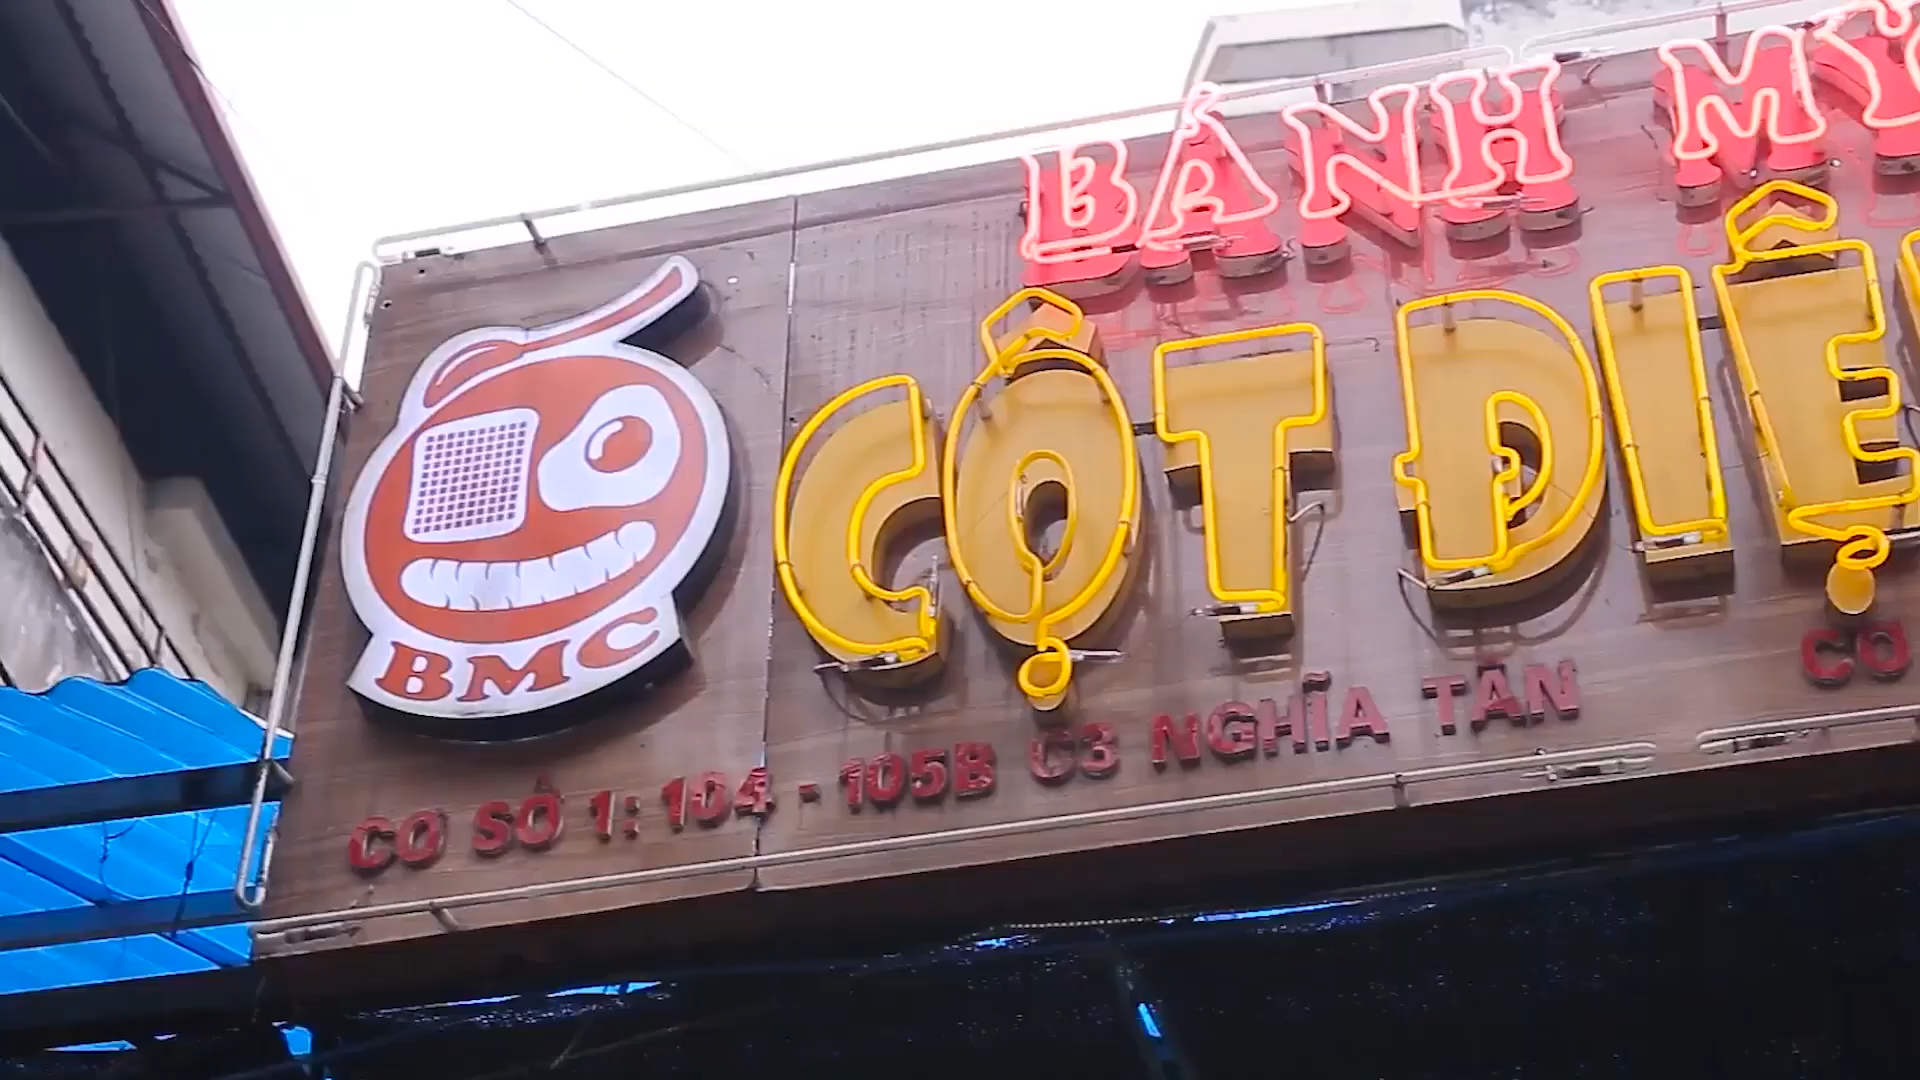 BÁNH MỲ
CỘT ĐIỆ
BMC
CƠ SỞ 1: 104 - 105B C3 NGHĨA TÂN
CƠ